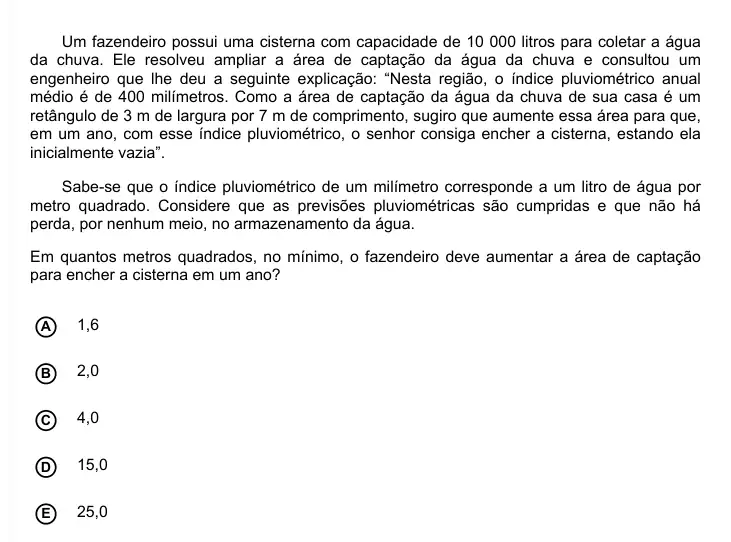 Um fazendeiro possui uma cisterna com capacidade de 10 000 litros para coletar a água
da chuva. Ele resolveu ampliar a área de captação da água da chuva e consultou um
engenheiro que lhe deu a seguinte explicação: “Nesta região, o índice pluviométrico anual
médio é de 400 milímetros. Como a área de captação da água da chuva de sua casa é um
retângulo de 3 m de largura por 7 m de comprimento, sugiro que aumente essa área para que,
em um ano, com esse índice pluviométrico, o senhor consiga encher a cisterna, estando ela
inicialmente vazia”.
Sabe-se que o índice pluviométrico de um milímetro corresponde a um litro de água por
metro quadrado. Considere que as previsões pluviométricas são cumpridas e que não há
perda, por nenhum meio, no armazenamento da água.
Em quantos metros quadrados, no mínimo, o fazendeiro deve aumentar a área de captação
para encher a cisterna em um ano?
A 1,6
B 2,0
C 4,0
D 15,0
E 25,0